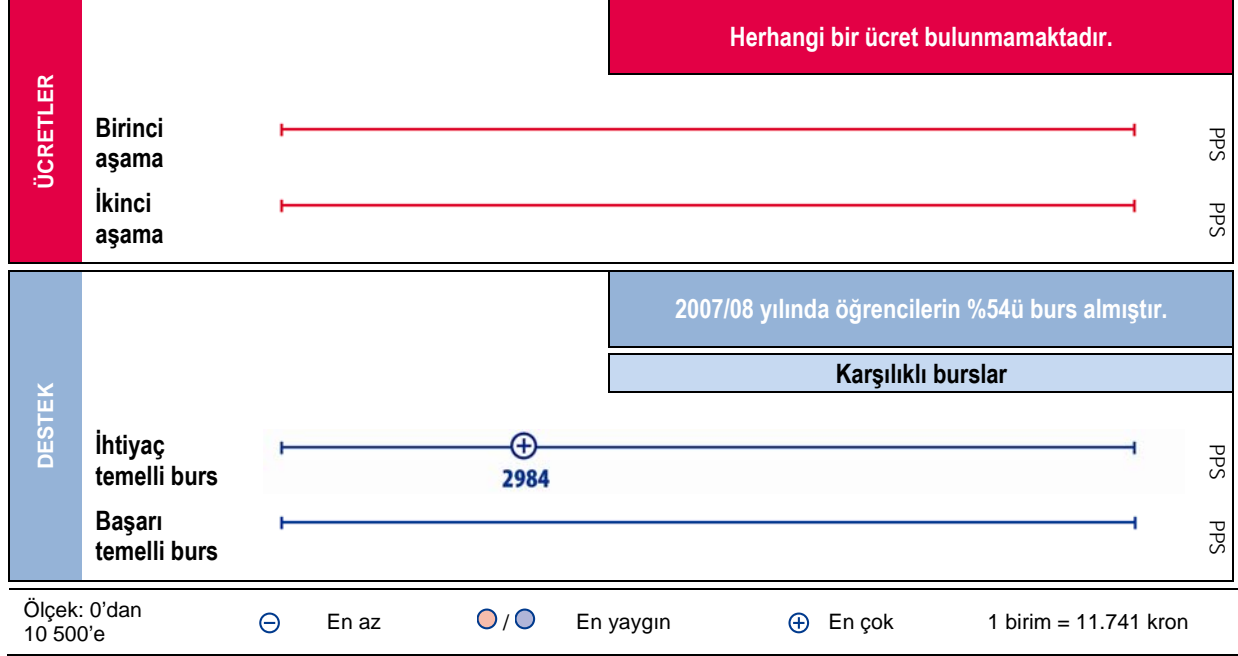 Herhangi bir ücret bulunmamaktadır.
ÜCRETLER
Birinci
aşama
PPS
İkinci
aşama
PPS
2007/08 yılında öğrencilerin %54ü burs almıştır.
Karşılıklı burslar
DESTEK
İhtiyaç
temelli burs
2984
PPS
Başarı
temelli burs
PPS
Ölçek: 0’dan
10 500’e
En az
/
En yaygın
En çok
1 birim = 11.741 kron